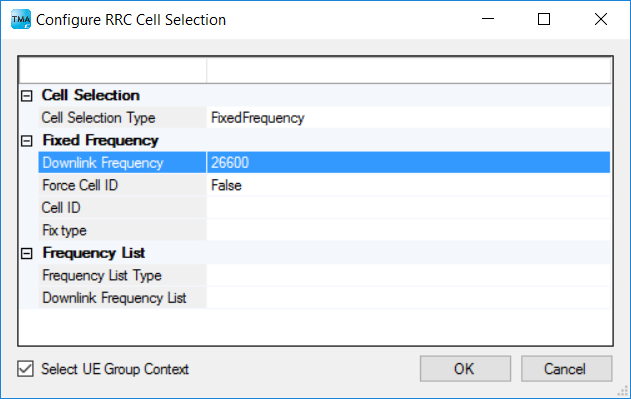 TMA Configure RRC Cell Selection
Cell Selection
Cell Selection Type FixedFrequency
Fixed Frequency
Downlink Frequency 26600
Force Cell ID False
Cell ID
Fix type
Frequency List
Frequency List Type
Downlink Frequency List
Select UE Group Context OK Cancel